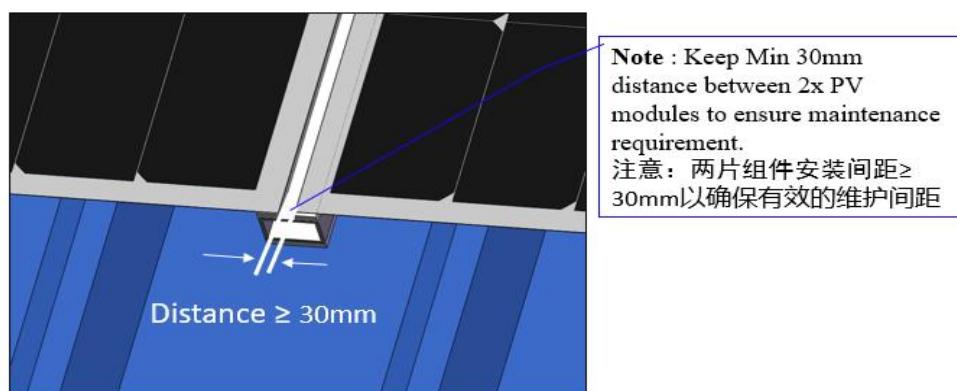 Note : Keep Min 30mm
distance between 2x PV
modules to ensure maintenance
requirement.
注意：两片组件安装间距≥
30mm以确保有效的维护间距
Distance ≥ 30mm